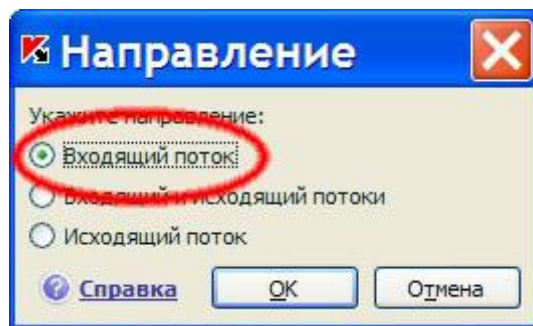 Направление
Укажите направление:
Входящий поток
Входящий и исходящий потоки
Исходящий поток
Справка OK Отмена